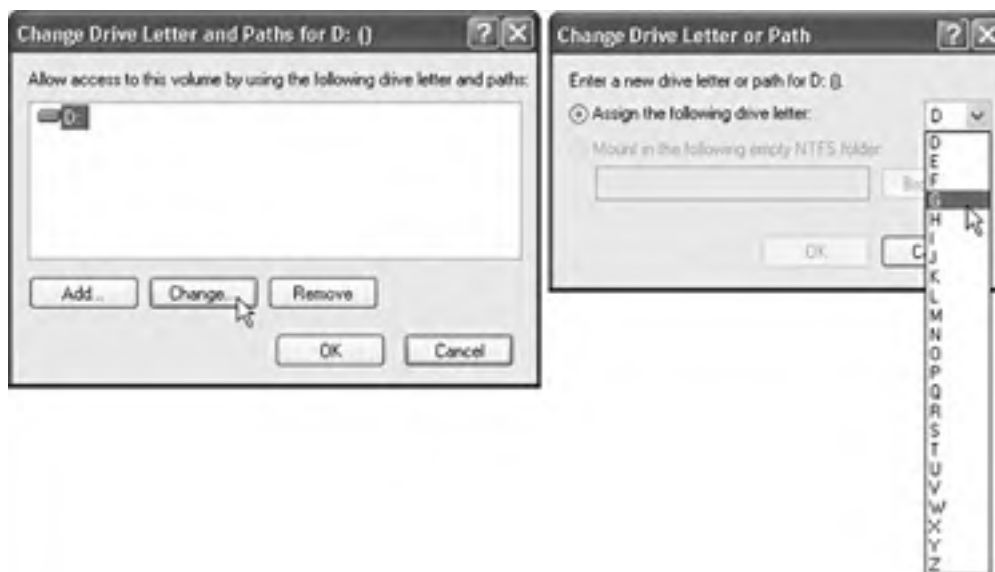 Change Drive Letter and Paths for D: ()
Allow access to this volume by using the following drive letter and paths:
D:
Add...
Change...
Remove
OK
Cancel
Change Drive Letter or Path
Enter a new drive letter or path for D: ().
Assign the following drive letter:
D
Mount in the following empty NTFS folder:
OK
D
E
F
G
H
I
J
K
L
M
N
O
P
Q
R
S
T
U
V
W
X
Y
Z